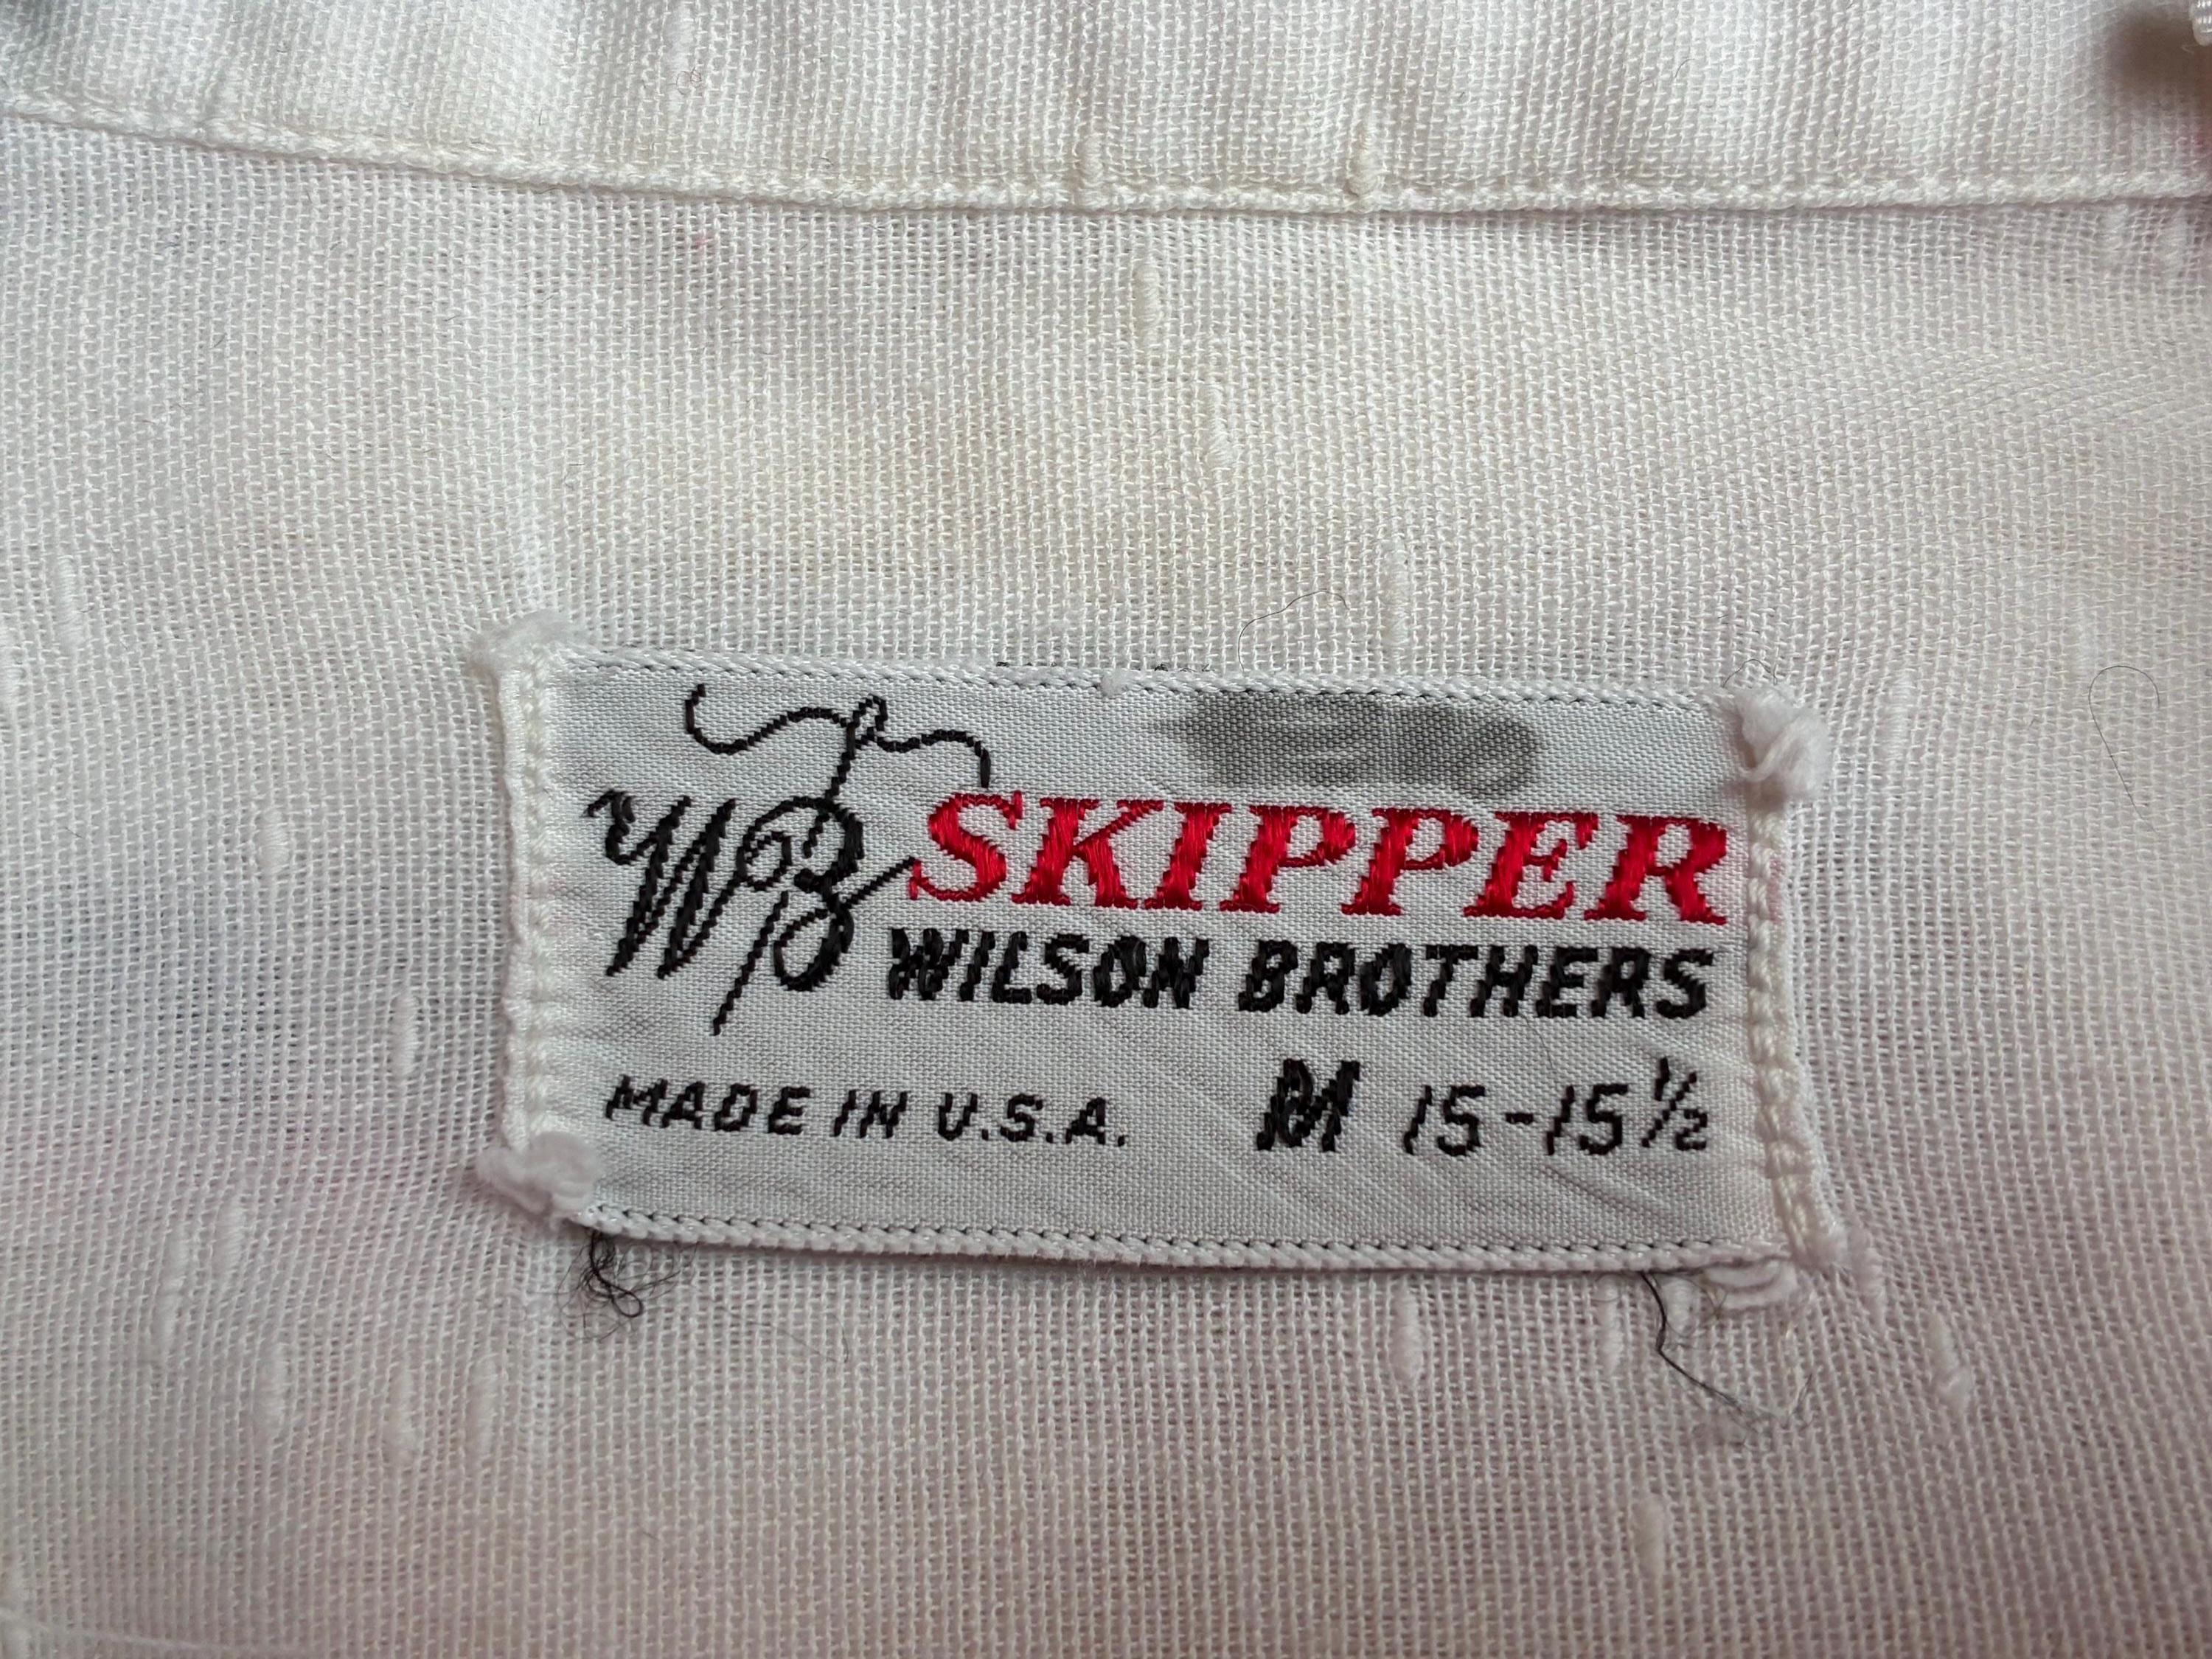 WB
SKIPPER
WILSON BROTHERS
MADE IN U.S.A. M 15-15½